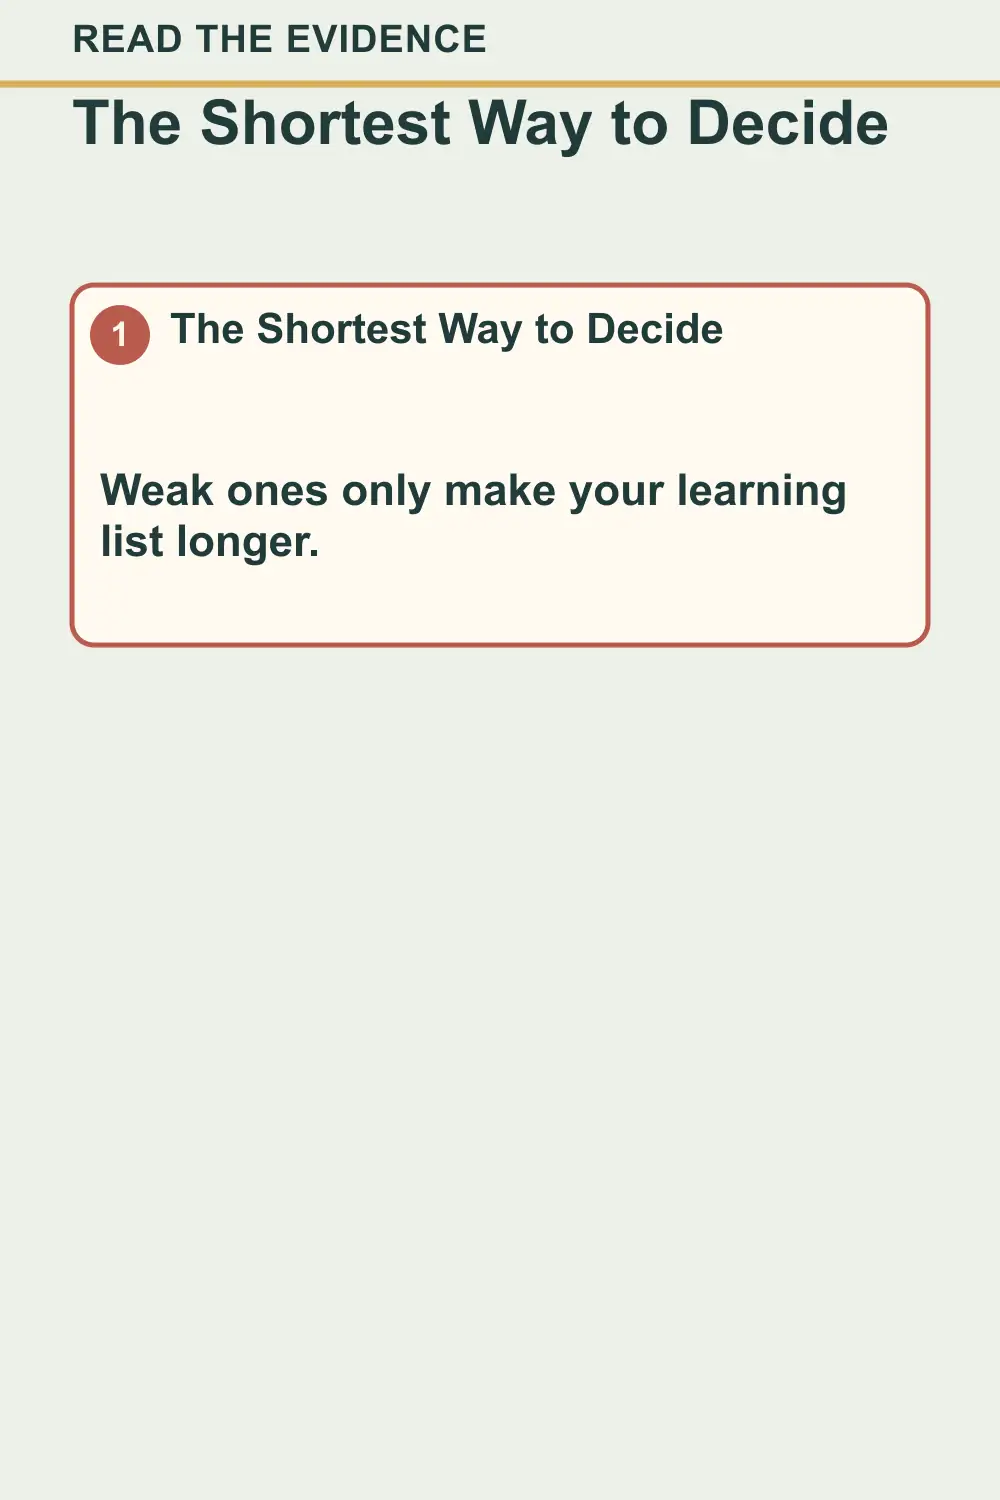 READ THE EVIDENCE
The Shortest Way to Decide
1 The Shortest Way to Decide
Weak ones only make your learning
list longer.